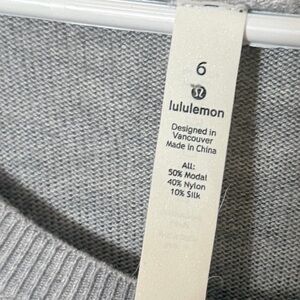 6
lululemon
Designed in
Vancouver
Made in China
All:
50% Modal
40% Nylon
10% Silk